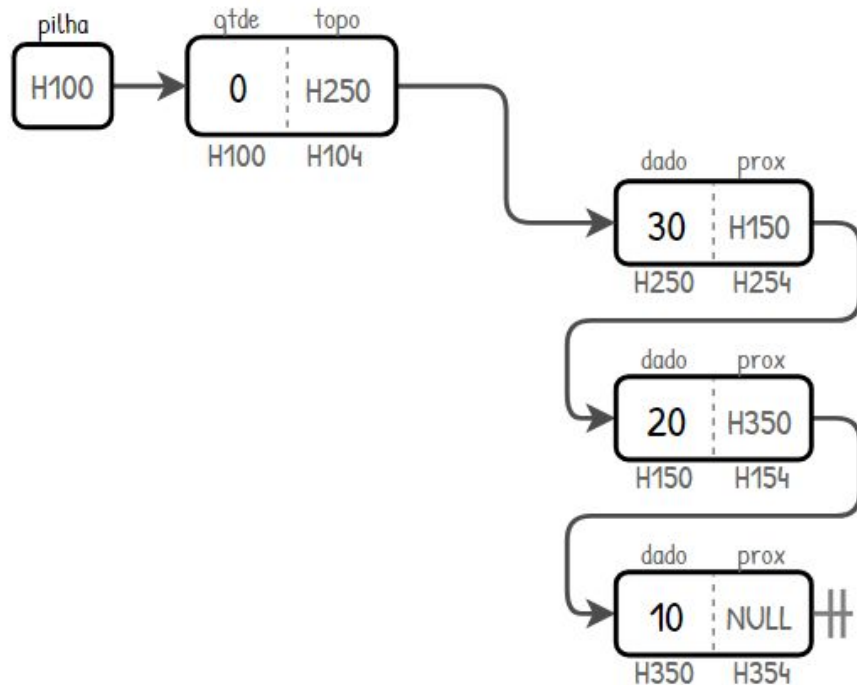 pilha
qtde topo
H100
0 H250
H100 H104
dado prox
30 H150
H250 H254
dado prox
20 H350
H150 H154
dado prox
10 NULL
H350 H354